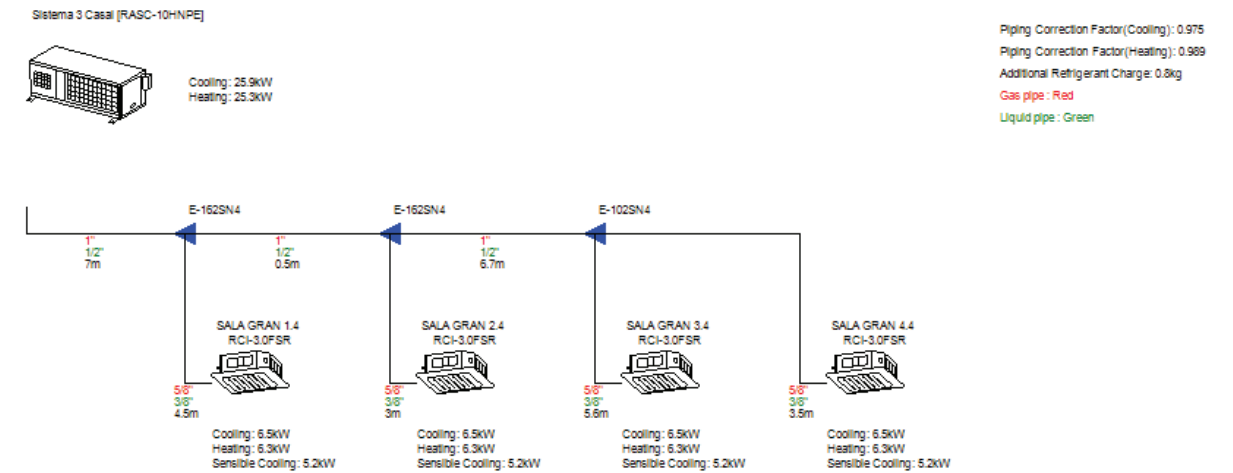 Sistema 3 Casal [RASC-10HNPE]
Cooling: 25.9kW
Heating: 25.3kW
Piping Correction Factor(Cooling): 0.975
Piping Correction Factor(Heating): 0.989
Additional Refrigerant Charge: 0.8kg
Gas pipe : Red
Liquid pipe : Green
E-162SN4
E-162SN4
E-102SN4
1"
1/2"
7m
1"
1/2"
0.5m
1"
1/2"
6.7m
SALA GRAN 1.4
RCI-3.0FSR
5/8"
3/8"
4.5m
Cooling: 6.5kW
Heating: 6.3kW
Sensible Cooling: 5.2kW
SALA GRAN 2.4
RCI-3.0FSR
5/8"
3/8"
3m
Cooling: 6.5kW
Heating: 6.3kW
Sensible Cooling: 5.2kW
SALA GRAN 3.4
RCI-3.0FSR
5/8"
3/8"
5.6m
Cooling: 6.5kW
Heating: 6.3kW
Sensible Cooling: 5.2kW
SALA GRAN 4.4
RCI-3.0FSR
5/8"
3/8"
3.5m
Cooling: 6.5kW
Heating: 6.3kW
Sensible Cooling: 5.2kW